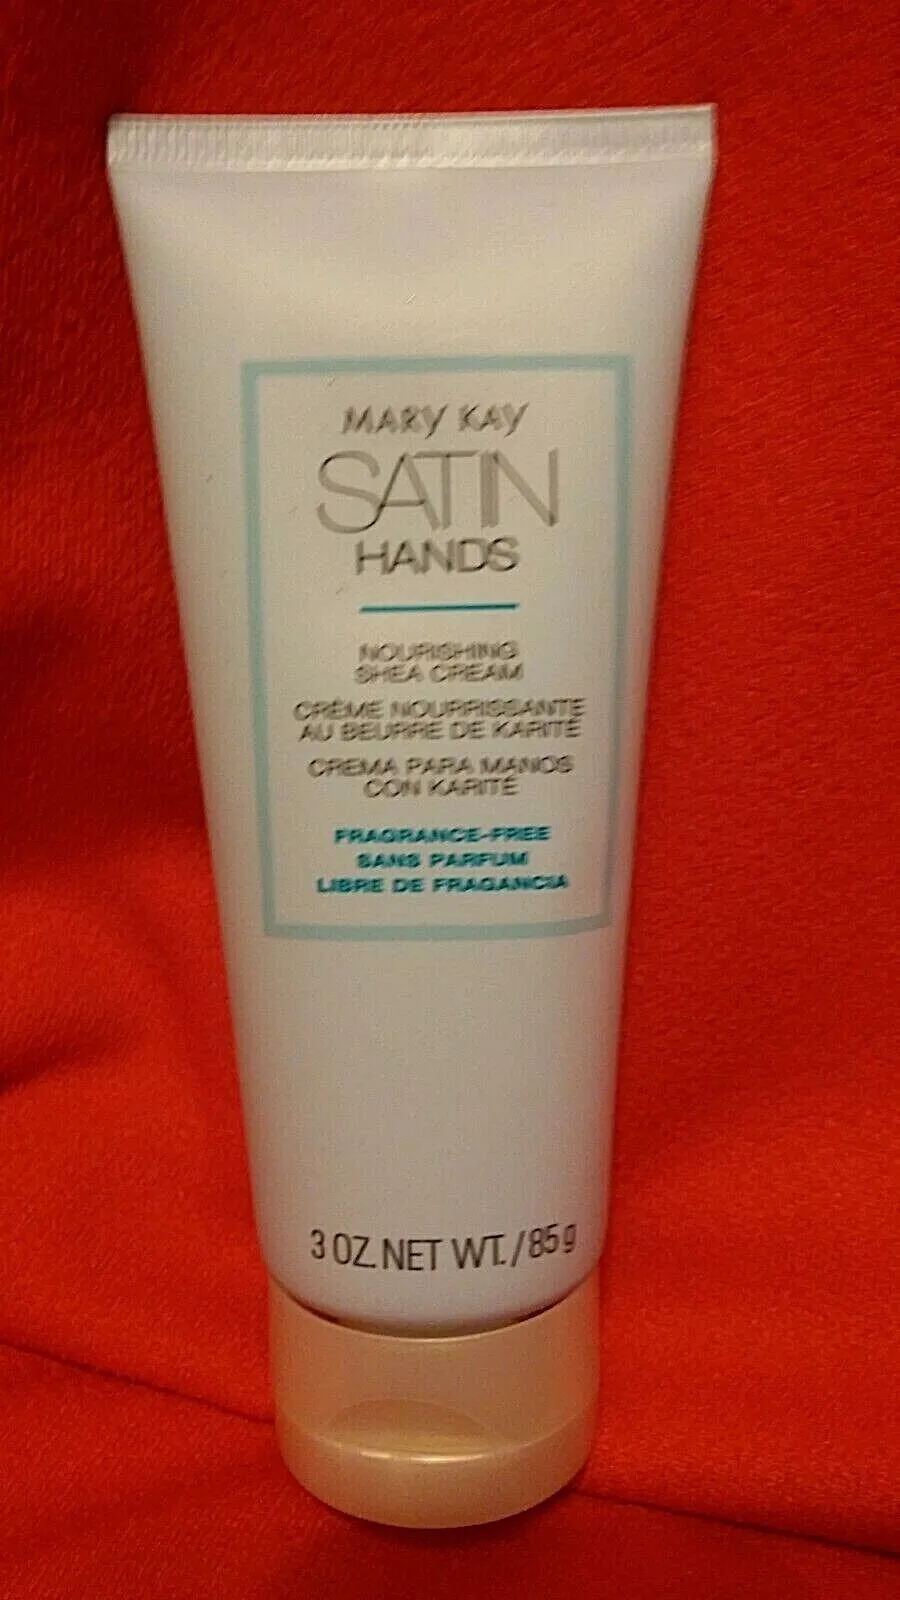 MARY KAY
SATIN
HANDS
NOURISHING
SHEA CREAM
CRÈME NOURRISSANTE
AU BEURRE DE KARITÉ
CREMA PARA MANOS
CON KARITÉ
FRAGRANCE-FREE
SANS PARFUM
LIBRE DE FRAGANCIA
3 OZ. NET WT. / 85 g